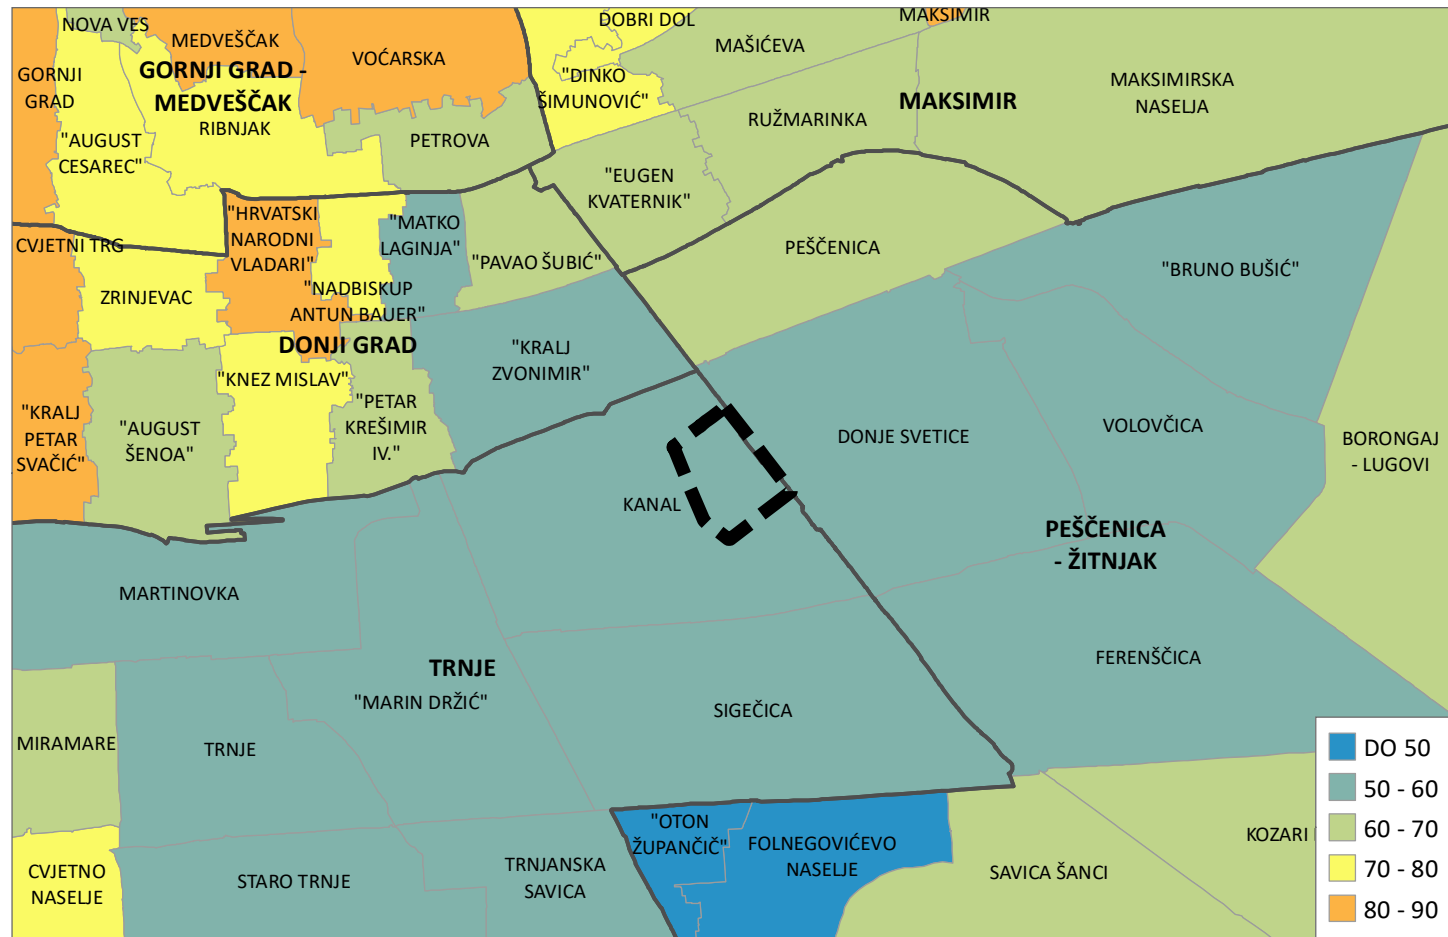 NOVA VES
MEDVEŠČAK
VOĆARSKA
DOBRI DOL
MAKSIMIR
MAŠIĆEVA
GORNJI
GRAD
GORNJI GRAD -
MEDVEŠČAK
RIBNJAK
"DINKO
ŠIMUNOVIĆ"
MAKSIMIR
MAKSIMIRSKA
NASELJA
RUŽMARINKA
"AUGUST
CESAREC"
PETROVA
"EUGEN
KVATERNIK"
CVJETNI TRG
"HRVATSKI
NARODNI
VLADARI"
"MATKO
LAGINJA"
"PAVAO ŠUBIĆ"
PEŠČENICA
"BRUNO BUŠIĆ"
ZRINJEVAC
"NADBISKUP
ANTUN BAUER"
DONJI GRAD
"KRALJ
ZVONIMIR"
"KNEZ MISLAV"
"KRALJ
PETAR
SVAČIĆ"
"AUGUST
ŠENOA"
"PETAR
KREŠIMIR
IV."
DONJE SVETICE
VOLOVČICA
BORONGAJ
- LUGOVI
KANAL
PEŠČENICA
- ŽITNJAK
MARTINOVKA
TRNJE
"MARIN DRŽIĆ"
SIGEČICA
FERENŠČICA
MIRAMARE
TRNJE
"OTON
ŽUPANČIČ"
FOLNEGOVIĆEVO
NASELJE
KOZARI
CVJETNO
NASELJE
STARO TRNJE
TRNJANSKA
SAVICA
SAVICA ŠANCI
DO 50
50 - 60
60 - 70
70 - 80
80 - 90